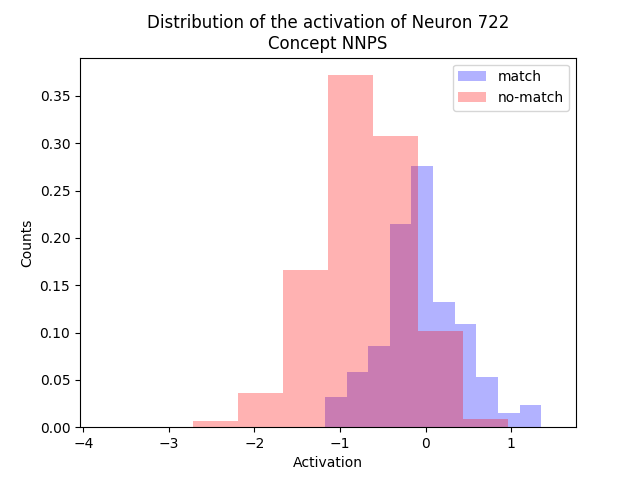 Distribution of the activation of Neuron 722
Concept NNPS
match
no-match
0.35
0.30
0.25
0.20
0.15
0.10
0.05
0.00
Counts
−4
−3
−2
−1
0
1
Activation